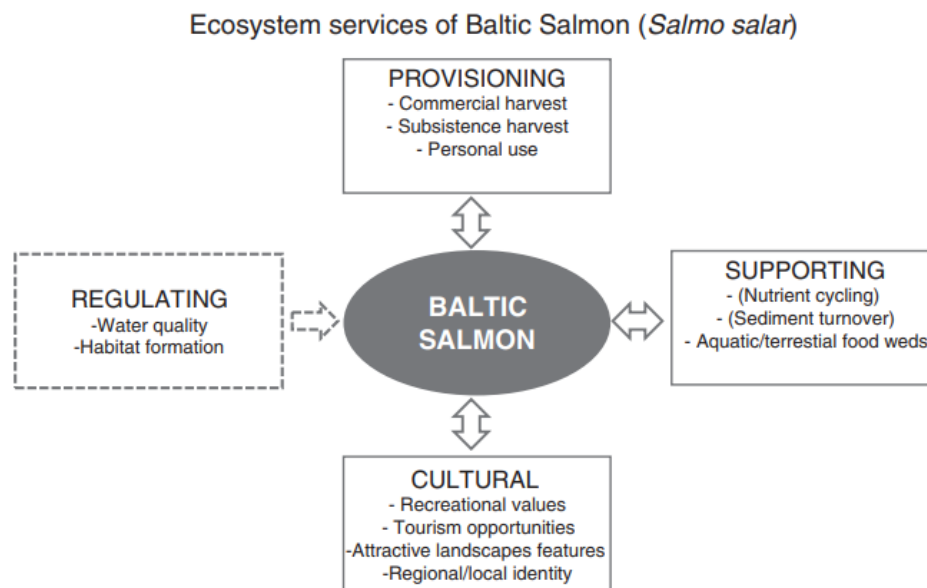 Ecosystem services of Baltic Salmon (Salmo salar)
PROVISIONING
- Commercial harvest
- Subsistence harvest
- Personal use
REGULATING
-Water quality
-Habitat formation
BALTIC
SALMON
SUPPORTING
- (Nutrient cycling)
- (Sediment turnover)
- Aquatic/terrestial food weds
CULTURAL
- Recreational values
- Tourism opportunities
-Attractive landscapes features
-Regional/local identity